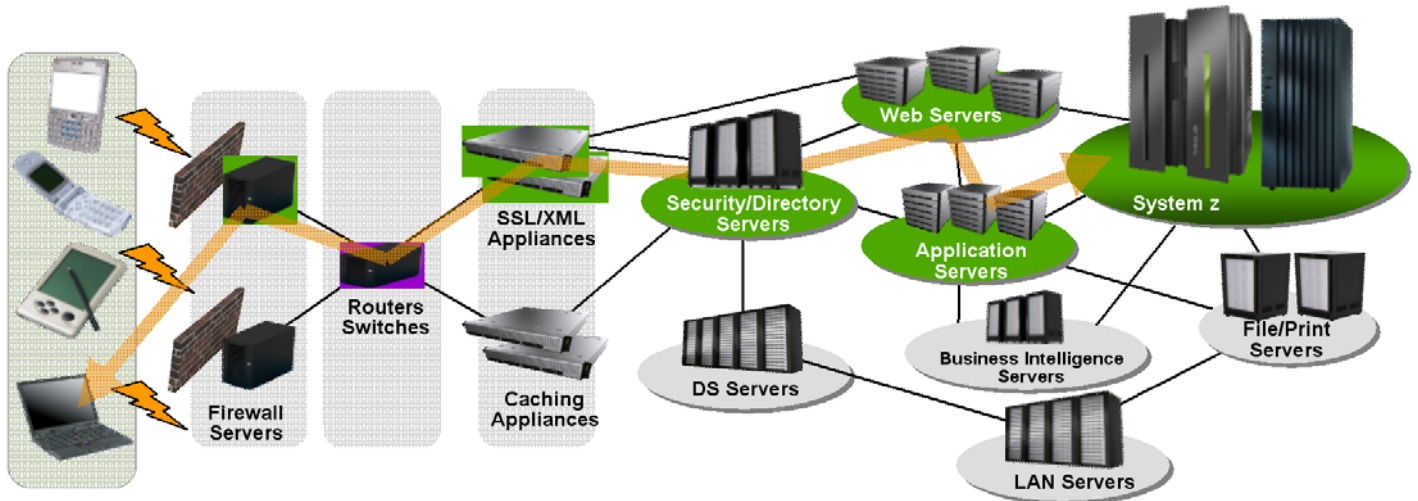 Web Servers
System z
Security/Directory
Servers
SSL/XML
Appliances
Application
Servers
Routers
Switches
File/Print
Servers
Business Intelligence
Servers
DS Servers
Caching
Appliances
Firewall
Servers
LAN Servers